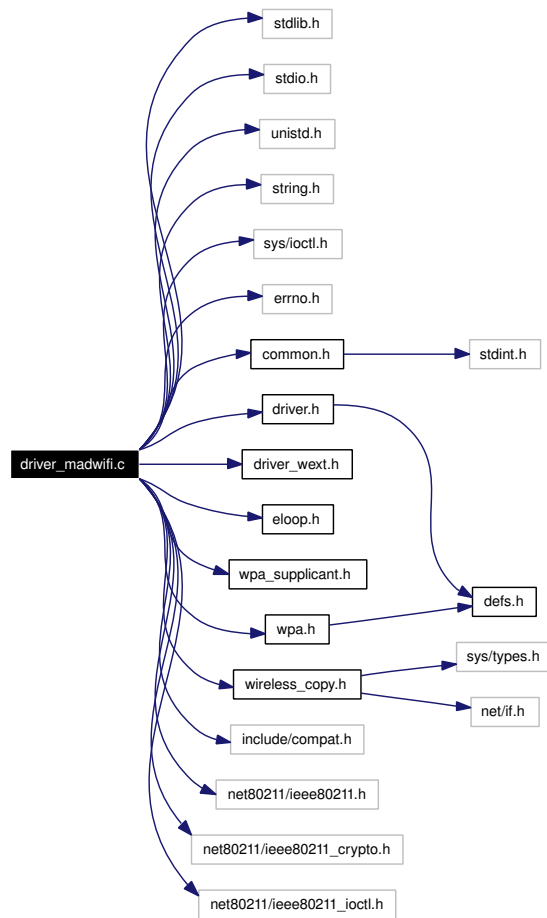 stdlib.h
stdio.h
unistd.h
string.h
sys/ioctl.h
errno.h
common.h
stdint.h
driver.h
driver_madwifi.c
driver_wext.h
eloop.h
wpa_supplicant.h
defs.h
wpa.h
sys/types.h
wireless_copy.h
net/if.h
include/compat.h
net80211/ieee80211.h
net80211/ieee80211_crypto.h
net80211/ieee80211_ioctl.h